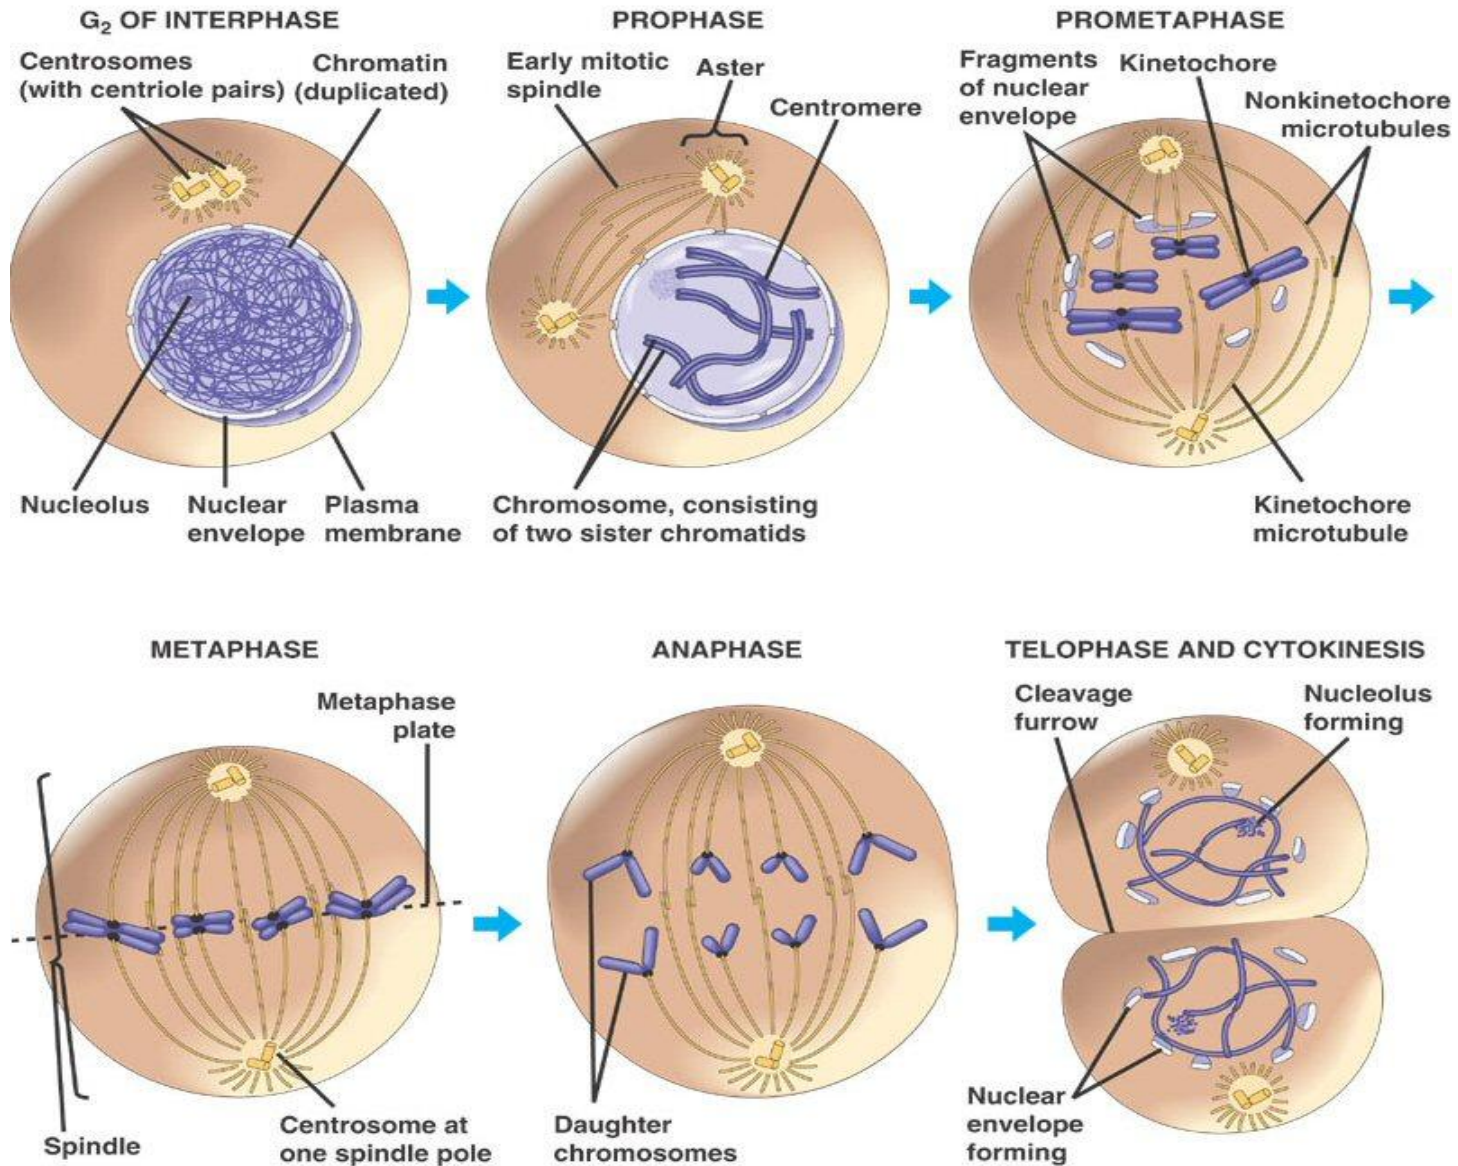 G₂ OF INTERPHASE
Centrosomes
(with centriole pairs)
Chromatin
(duplicated)
Nucleolus
Nuclear
envelope
Plasma
membrane
PROPHASE
Early mitotic
spindle
Aster
Centromere
Chromosome, consisting
of two sister chromatids
PROMETAPHASE
Fragments
of nuclear
envelope
Kinetochore
Nonkinetochore
microtubules
Kinetochore
microtubule
METAPHASE
Metaphase
plate
Spindle
Centrosome at
one spindle pole
ANAPHASE
Daughter
chromosomes
TELOPHASE AND CYTOKINESIS
Cleavage
furrow
Nucleolus
forming
Nuclear
envelope
forming